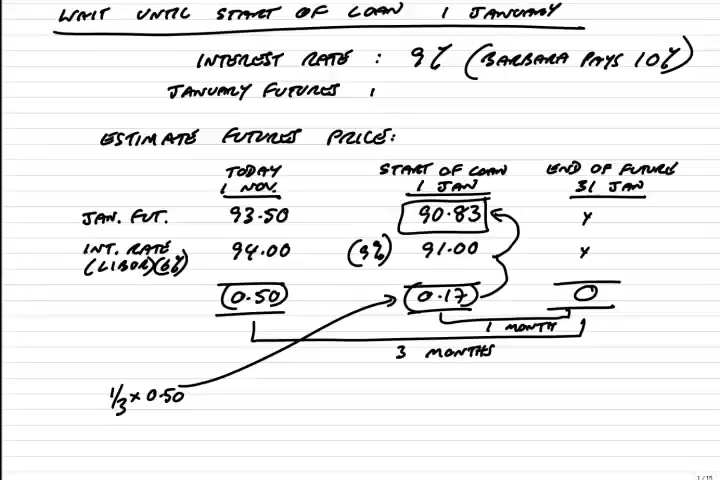 WAIT UNTIL START OF LOAN 1 JANUARY
INTEREST RATE : 9% (BARBARA PAYS 10%)
JANUARY FUTURES 1
ESTIMATE FUTURES PRICE:
TODAY START OF LOAN END OF FUTURE
1 NOV. 1 JAN 31 JAN
JAN. FUT. 93.50 90.83 Y
INT. RATE 94.00 (9%) 91.00 Y
(LIBOR)(6%)
(0.50) (0.17) 0
1 MONTH
3 MONTHS
1/3 × 0.50
1 / 15